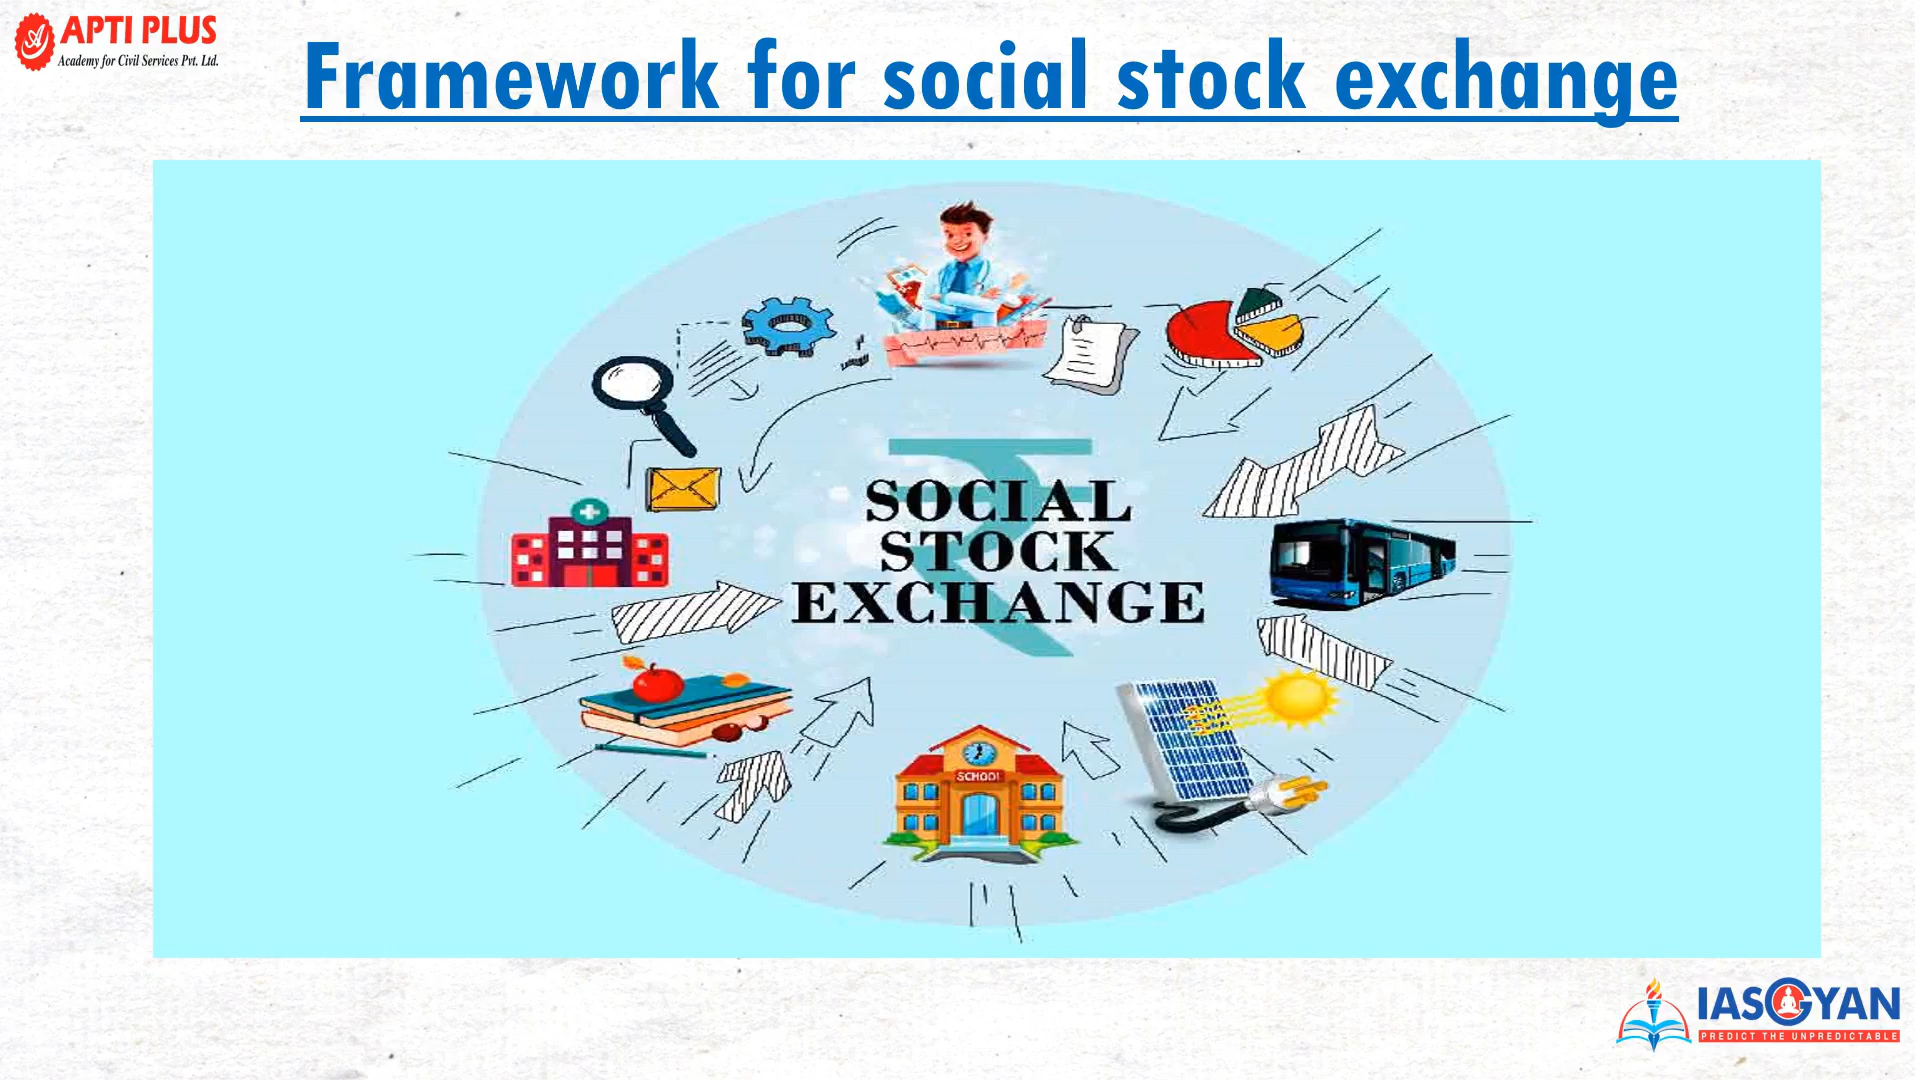 APTI PLUS
Academy for Civil Services Pvt. Ltd.
Framework for social stock exchange
SOCIAL
STOCK
EXCHANGE
SCHOOL
IASGYAN
PREDICT THE UNPREDICTABLE